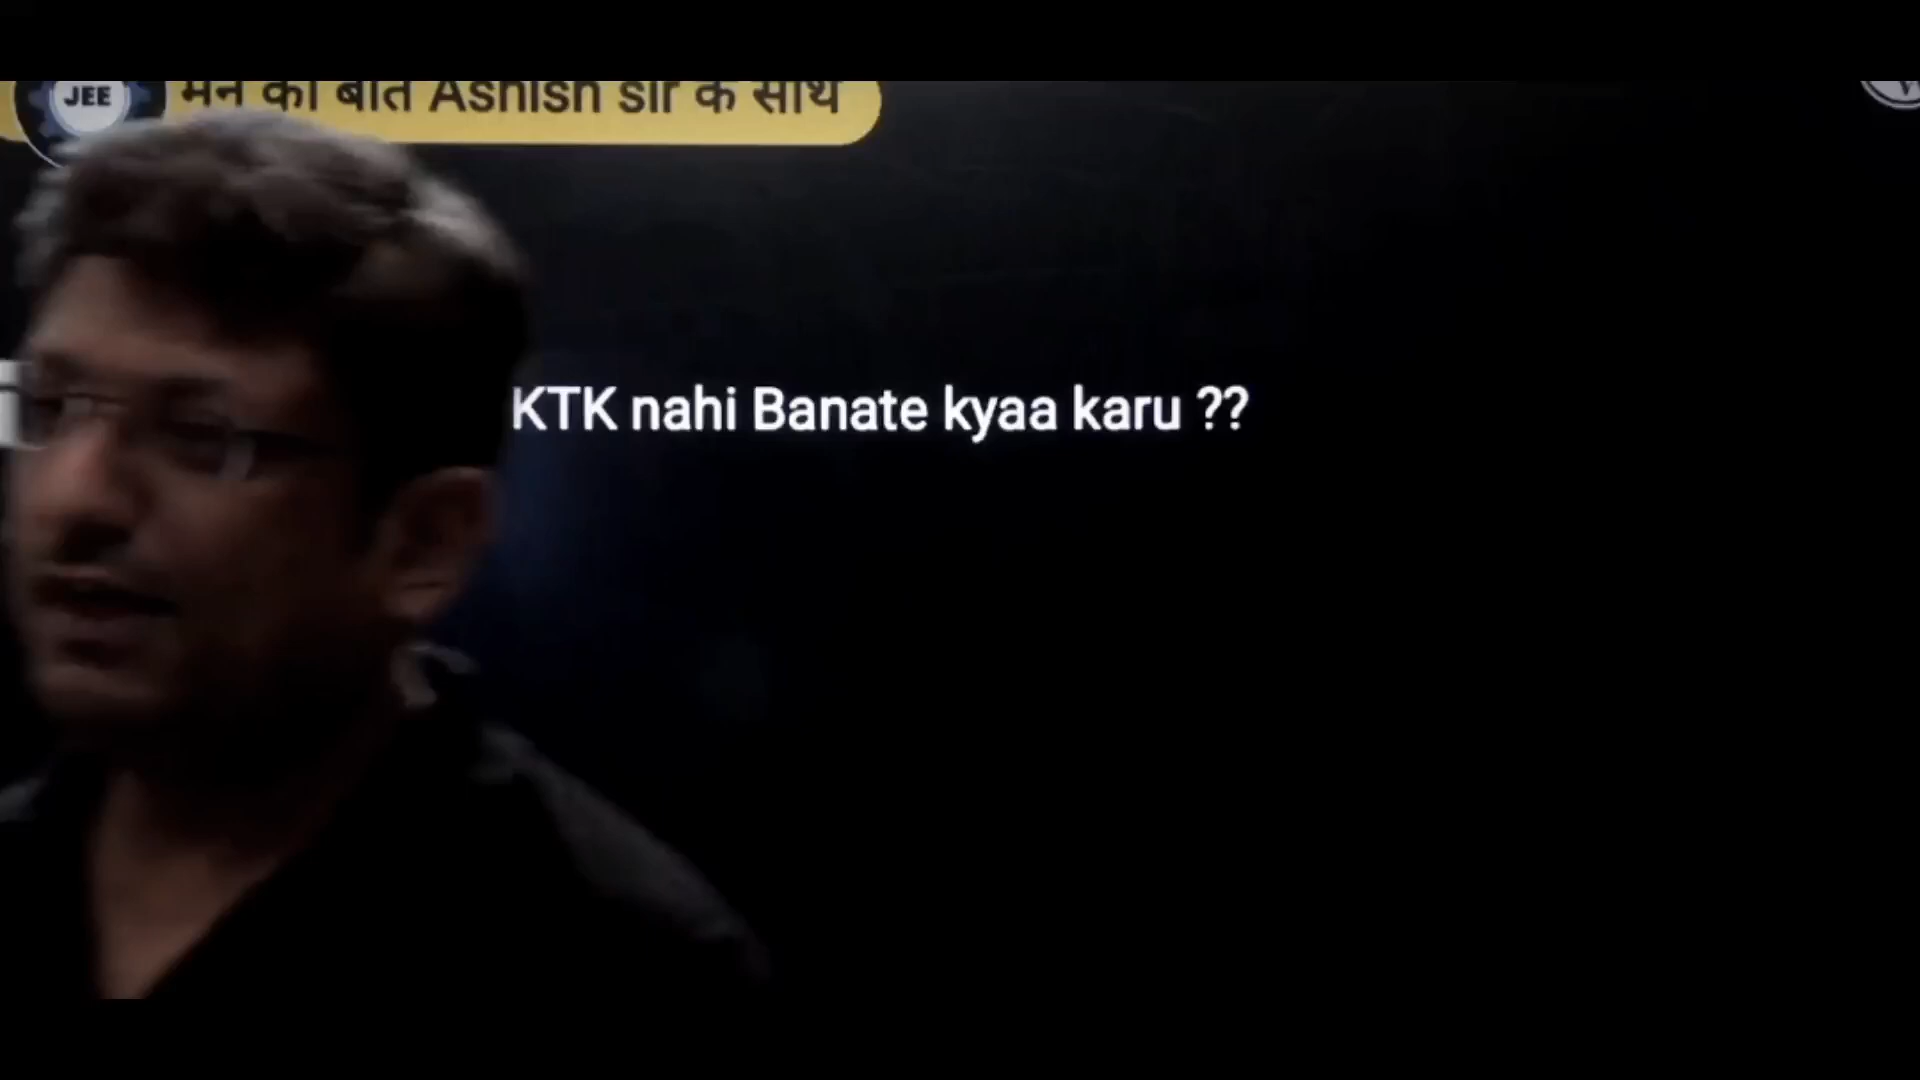 JEE
मन की बात Ashish sir के साथ
KTK nahi Banate kyaa karu ??